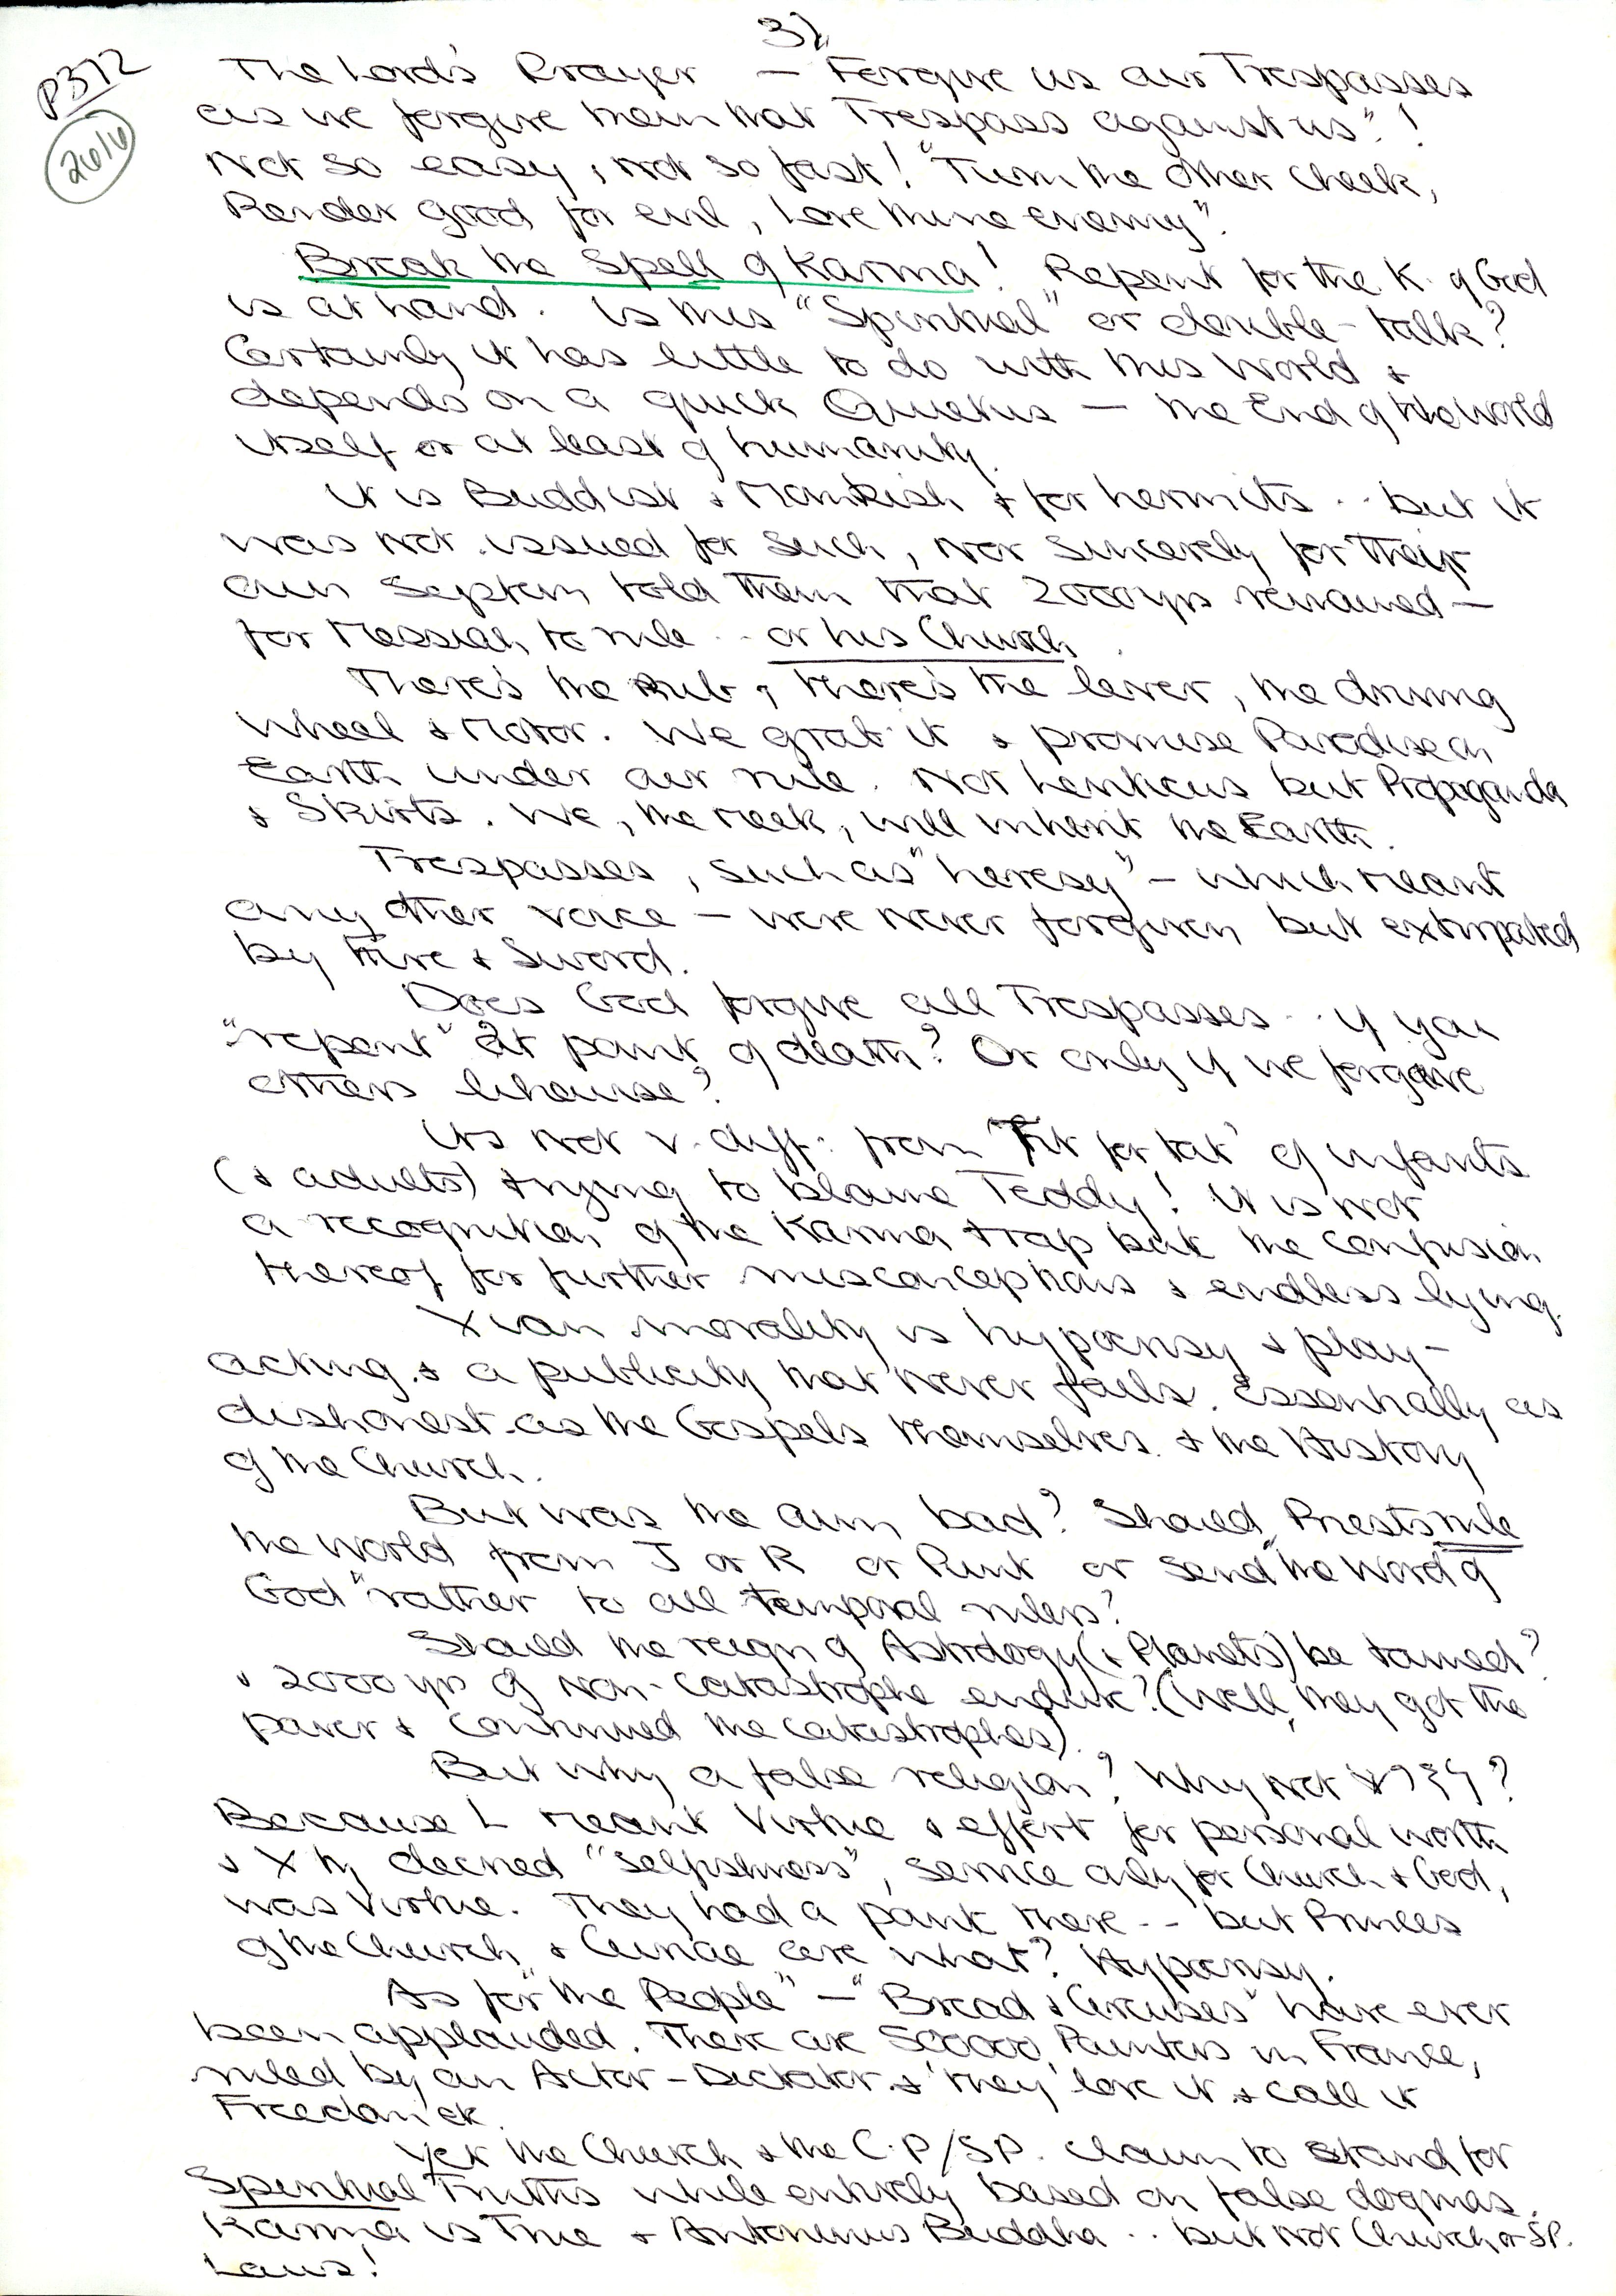 3)
P372
2616
The Lord's Prayer — "Forgive us our Trespasses
as we forgive them that Trespass against us"!
Not so easy, not so fast! "Turn the other cheek,
Render good for evil, Love thine enemy".
Break the Spell of Karma! Repent for the K. of God
is at hand. Is this "Spiritual" or double-talk?
Certainly it has little to do with this World &
depends on a quick Quietus — the End of the World
itself or at least of humanity.
It is Buddist & Monkish & for hermits .. but it
was not issued for such, nor sincerely for their
own Septem told them that 2000 yrs remained —
for Messiah to rule .. or his Church.
There's the Rub, there's the lever, the driving
wheel & Motor. We grab it & promise Paradise on
Earth under our rule. Not but Propaganda
& Skirts. We, the Meek, will inherit the Earth.
Trespasses, such as "heresy" — which meant
any other voice — were never forgiven but extirpated
by Fire & Sword.
Does God forgive all Trespasses .. if you
"repent" at point of death? Or only if we forgave
others likewise?
It's not v. diff: from "Tit for tat" of infants
(& adults) trying to blame Teddy! It is not
a recognition of the Karma trap but the confusion
thereof for further misconceptions & endless lying.
Xian morality is hypocrisy & play-
acting & a publicity that never fails. Essentially as
dishonest as the Gospels themselves & the History
of the Church.
But was the aim bad? Should Priests rule
the World from J or R or Punt or send "the Word of
God" rather to all temporal rulers?
Should the reign of Astrology (& Planets) be tamed?
& 2000 yrs of non-catastrophe endure? (Well, they got the
power & continued the catastrophes).
But why a false religion? Why not ?
Because L meant Virtue & effort for personal worth
& Xty decried "selfishness", service only for Church & God,
was Virtue. They had a point there -- but Princes
of the Church & Curiae are what? Hypocrisy.
As for "the People" — "Bread & Circuses" have ever
been applauded. There are 50000 Painters in France,
ruled by an Actor-Dictator & 'they' love it & call it
Freedom etc.
Yet the Church & the C.P/SP. claim to stand for
Spiritual Truths while entirely based on false dogmas.
Karma is True & Antoninus Buddha .. but not Church or SP.
Laws!